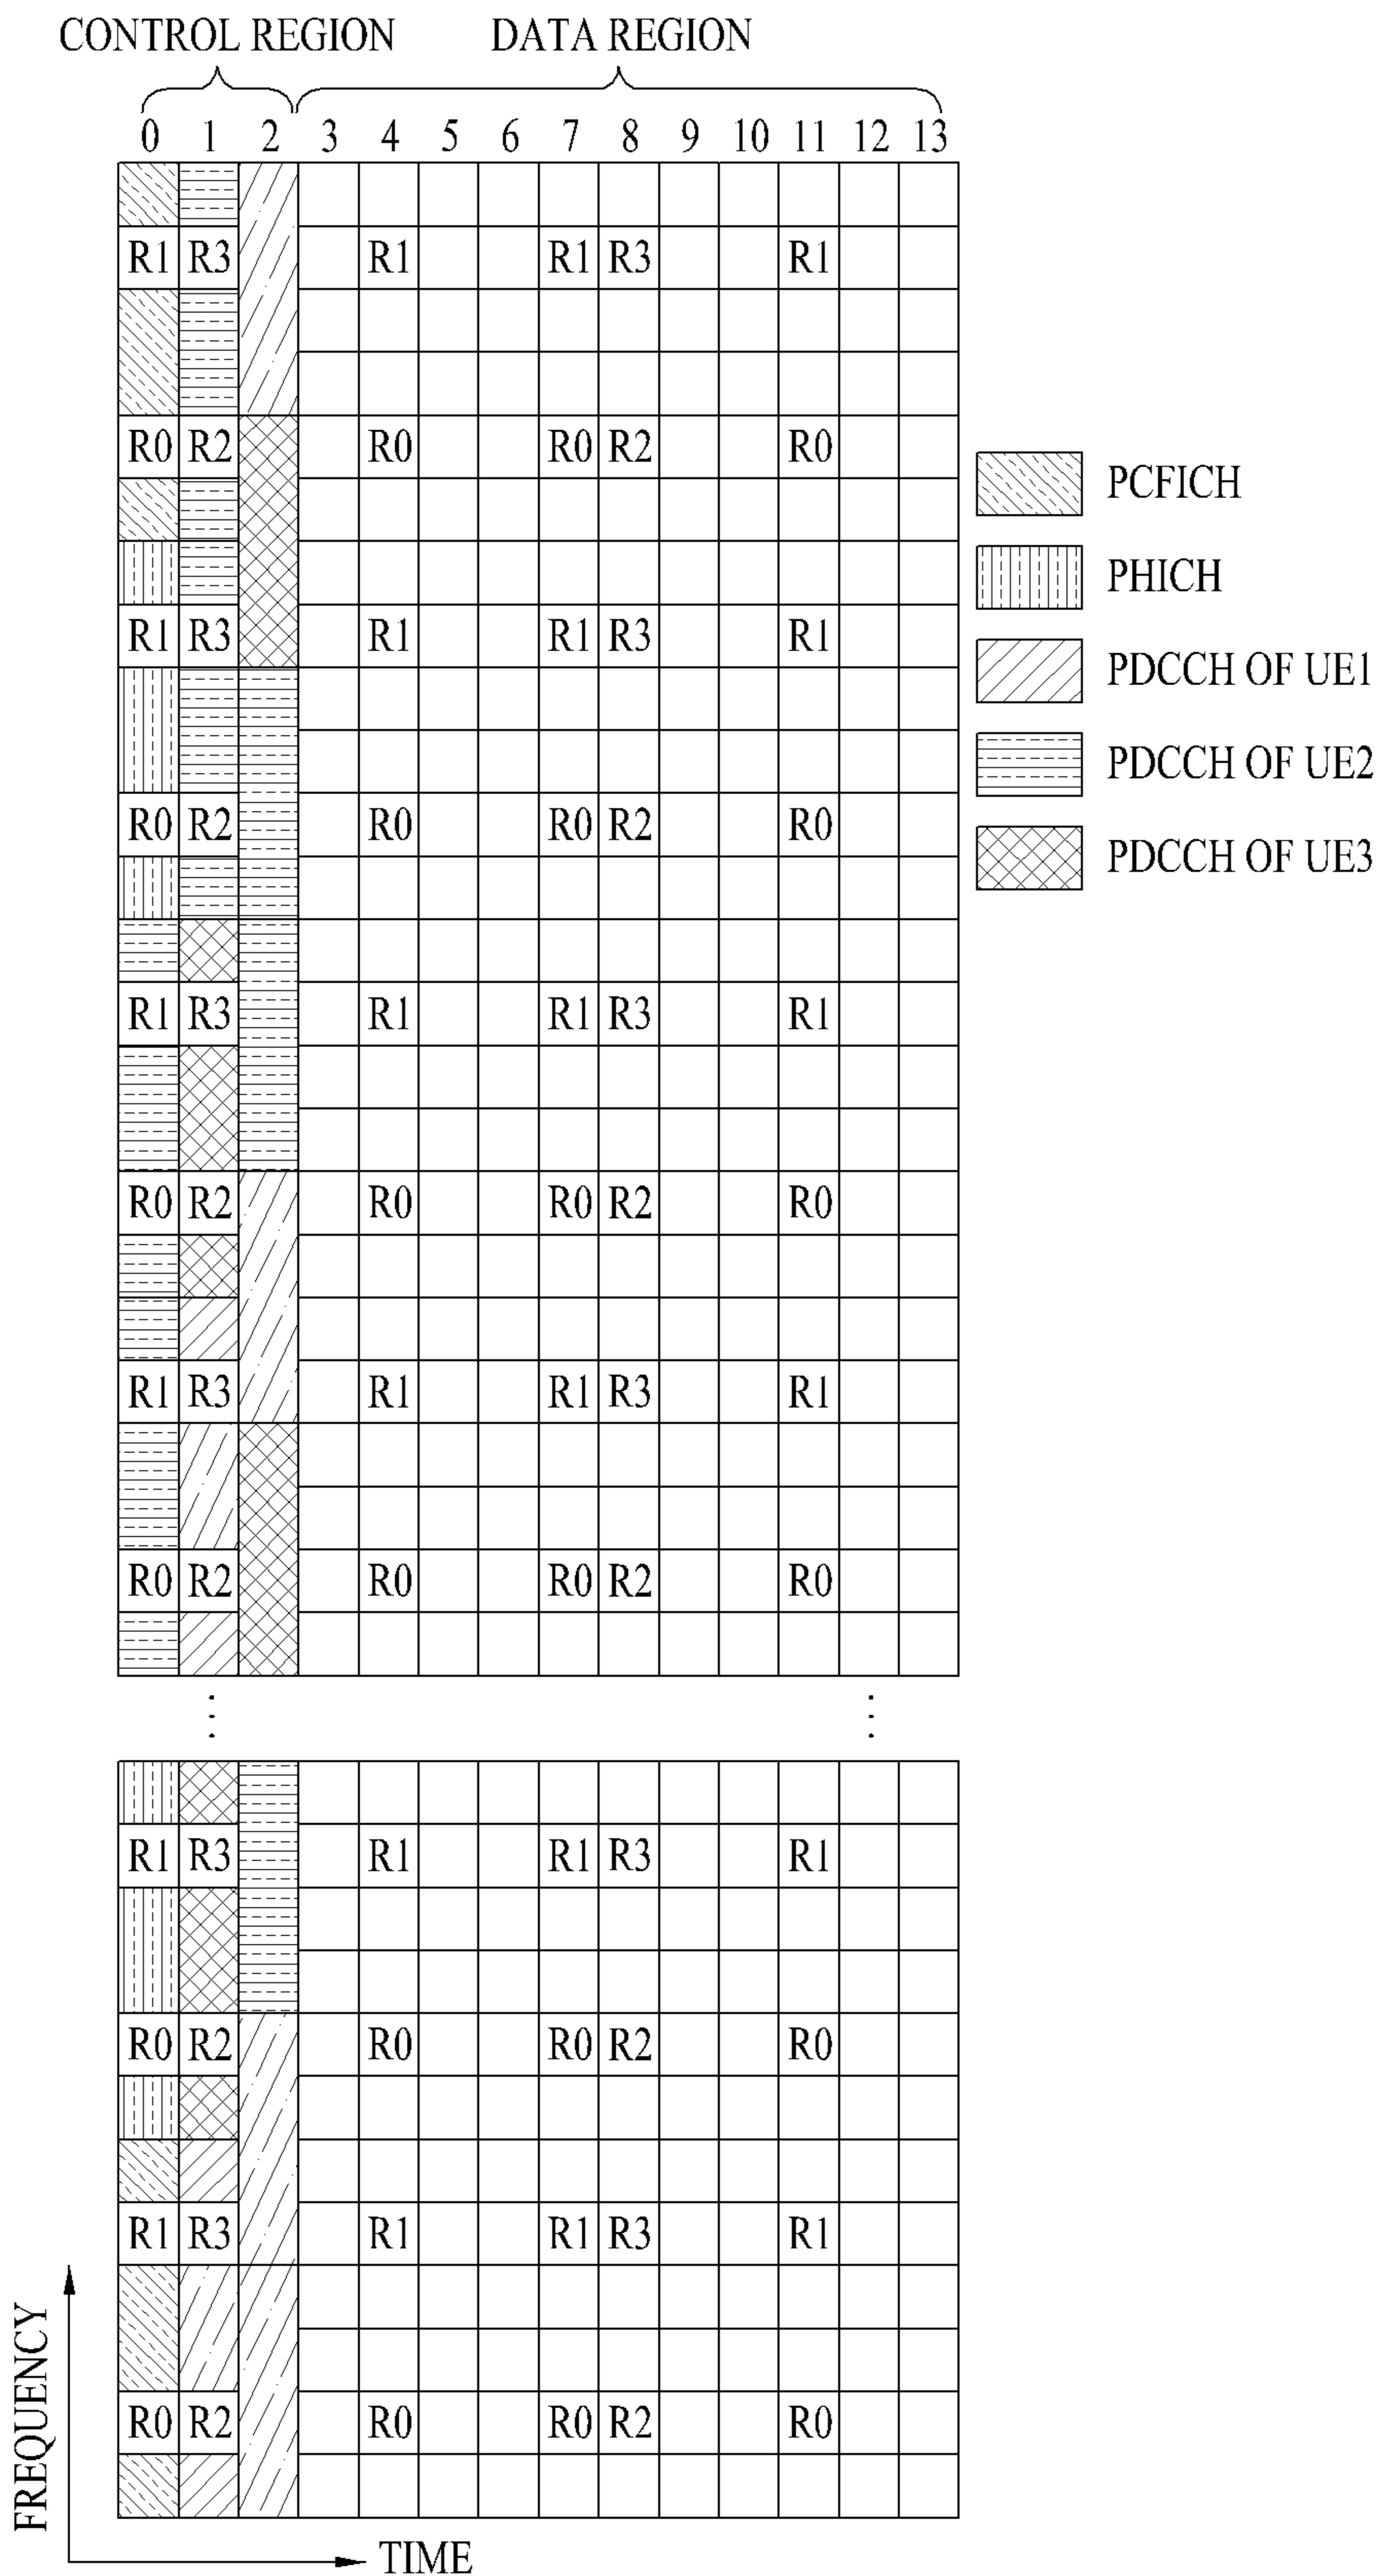 CONTROL REGION DATA REGION
0 1 2 3 4 5 6 7 8 9 10 11 12 13
R1 R3 R1 R1 R3 R1
R0 R2 R0 R0 R2 R0
PCFICH
PHICH
R1 R3 R1 R1 R3 R1
PDCCH OF UE1
PDCCH OF UE2
R0 R2 R0 R0 R2 R0
PDCCH OF UE3
R1 R3 R1 R1 R3 R1
R0 R2 R0 R0 R2 R0
R1 R3 R1 R1 R3 R1
R0 R2 R0 R0 R2 R0
R1 R3 R1 R1 R3 R1
R0 R2 R0 R0 R2 R0
R1 R3 R1 R1 R3 R1
R0 R2 R0 R0 R2 R0
FREQUENCY
TIME